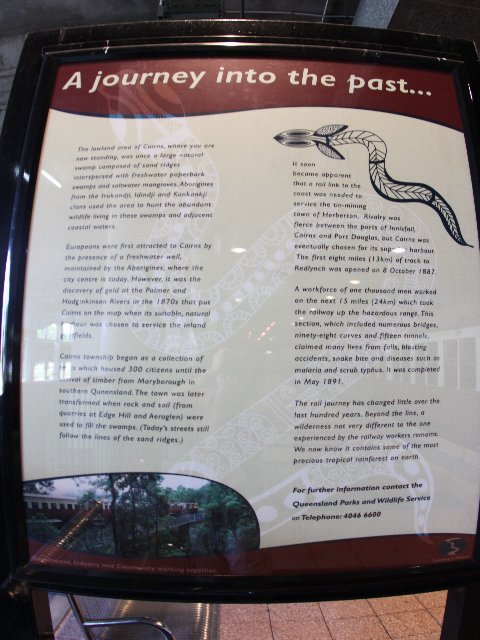 A journey into the past...
The lowland area of Cairns, where you are
now standing, was once a large natural
swamp composed of sand ridges
interspersed with freshwater paperbark
swamps and saltwater mangroves. Aborigines
from the Irukandji, Idindji and Konkandji
clans used the area to hunt the abundant
wildlife living in these swamps and adjacent
coastal waters.
Europeans were first attracted to Cairns by
the presence of a freshwater well,
maintained by the Aborigines, where the
city centre is today. However, it was the
discovery of gold at the Palmer and
Hodginkinson Rivers in the 1870s that put
Cairns on the map when its suitable, natural
harbour was chosen to service the inland
goldfields.
Cairns township began as a collection of
which housed 300 citizens until the
arrival of timber from Maryborough in
southern Queensland. The town was later
transformed when rock and soil (from
quarries at Edge Hill and Aeroglen) were
used to fill the swamps. (Today's streets still
follow the lines of the sand ridges.)
It soon
became apparent
that a rail link to the
coast was needed to
service the tin-mining
town of Herberton. Rivalry was
fierce between the ports of Innisfail,
Cairns and Port Douglas, but Cairns was
eventually chosen for its superb harbour.
The first eight miles (13km) of track to
Redlynch was opened on 8 October 1887.
A workforce of one thousand men worked
on the next 15 miles (24km) which took
the railway up the hazardous range. This
section, which included numerous bridges,
ninety-eight curves and fifteen tunnels,
claimed many lives from falls, blasting
accidents, snake bite and diseases such as
malaria and scrub typhus. It was completed
in May 1891.
The rail journey has changed little over the
last hundred years. Beyond the line, a
wilderness not very different to the one
experienced by the railway workers remains.
We now know it contains some of the most
precious tropical rainforest on earth.
For further information contact the
Queensland Parks and Wildlife Service
on Telephone: 4046 6600
Government, Industry and Community working together